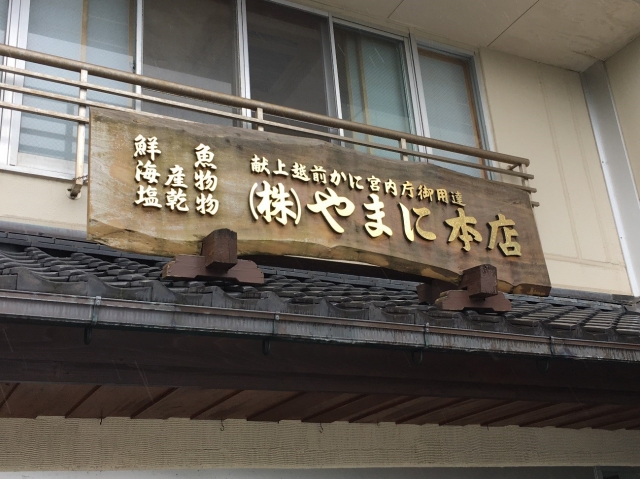 鮮魚
海産物
塩乾物
献上越前かに宮内庁御用達
(株)やまに本店